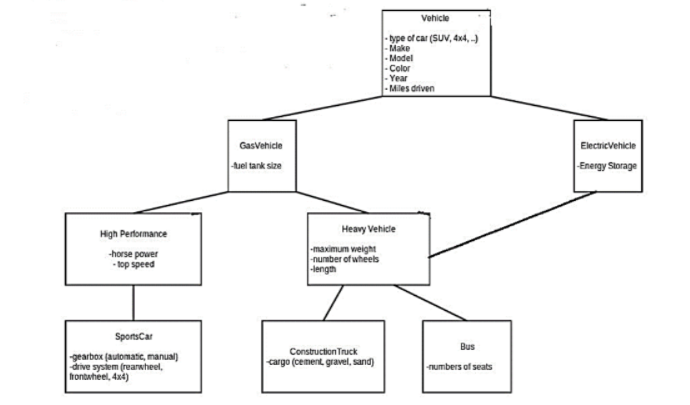 Vehicle
- type of car (SUV, 4x4, ..)
- Make
- Model
- Color
- Year
- Miles driven
GasVehicle
-fuel tank size
ElectricVehicle
-Energy Storage
High Performance
-horse power
- top speed
Heavy Vehicle
-maximum weight
-number of wheels
-length
SportsCar
-gearbox (automatic, manual)
-drive system (rearwheel,
frontwheel, 4x4)
ConstructionTruck
-cargo (cement, gravel, sand)
Bus
-numbers of seats